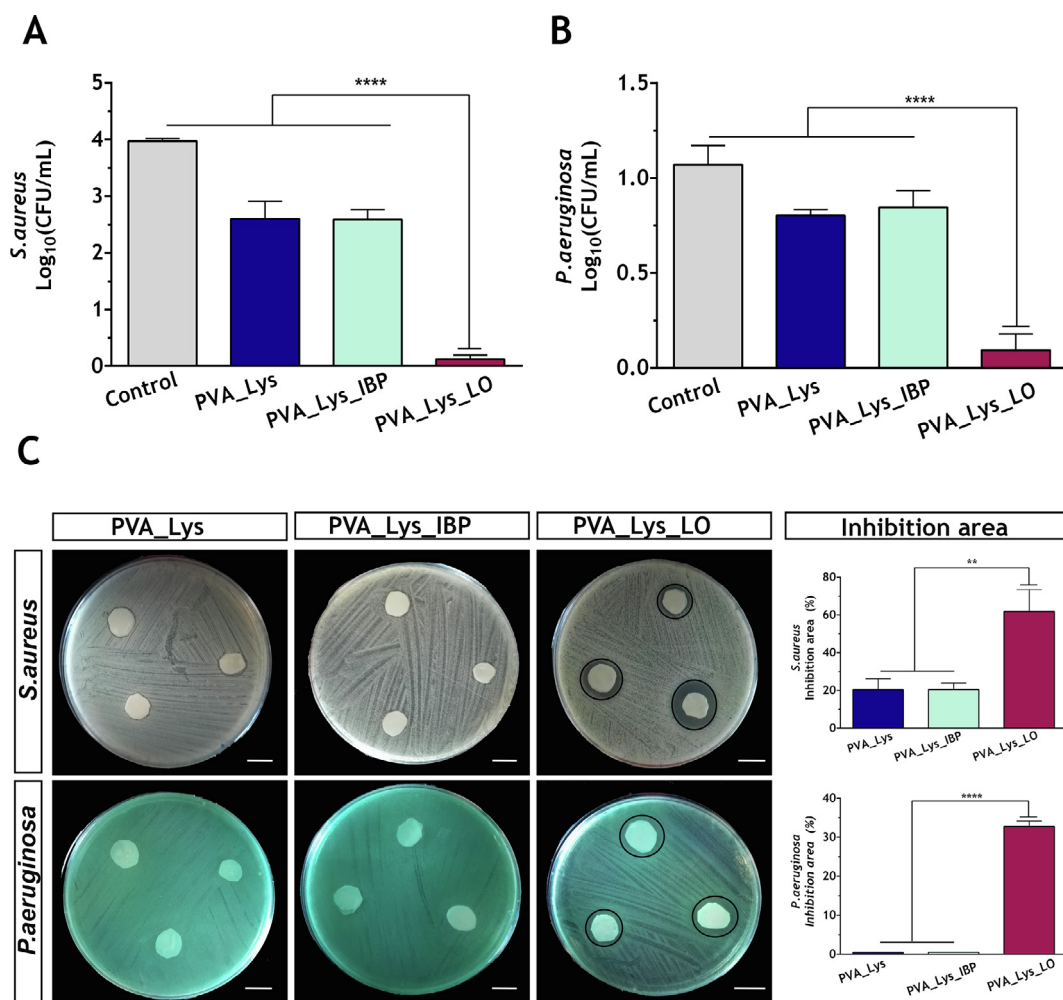 A
S.aureus
Log₁₀(CFU/mL)
5
4
3
2
1
0
****
Control
PVA_Lys
PVA_Lys_IBP
PVA_Lys_LO
B
P.aeruginosa
Log₁₀(CFU/mL)
1.5
1.0
0.5
0.0
****
Control
PVA_Lys
PVA_Lys_IBP
PVA_Lys_LO
C
PVA_Lys
PVA_Lys_IBP
PVA_Lys_LO
Inhibition area
S.aureus
S.aureus
Inhibition area (%)
80
60
40
20
0
**
PVA_Lys
PVA_Lys_IBP
PVA_Lys_LO
P.aeruginosa
P.aeruginosa
Inhibition area (%)
40
30
20
10
0
****
PVA_Lys
PVA_Lys_IBP
PVA_Lys_LO